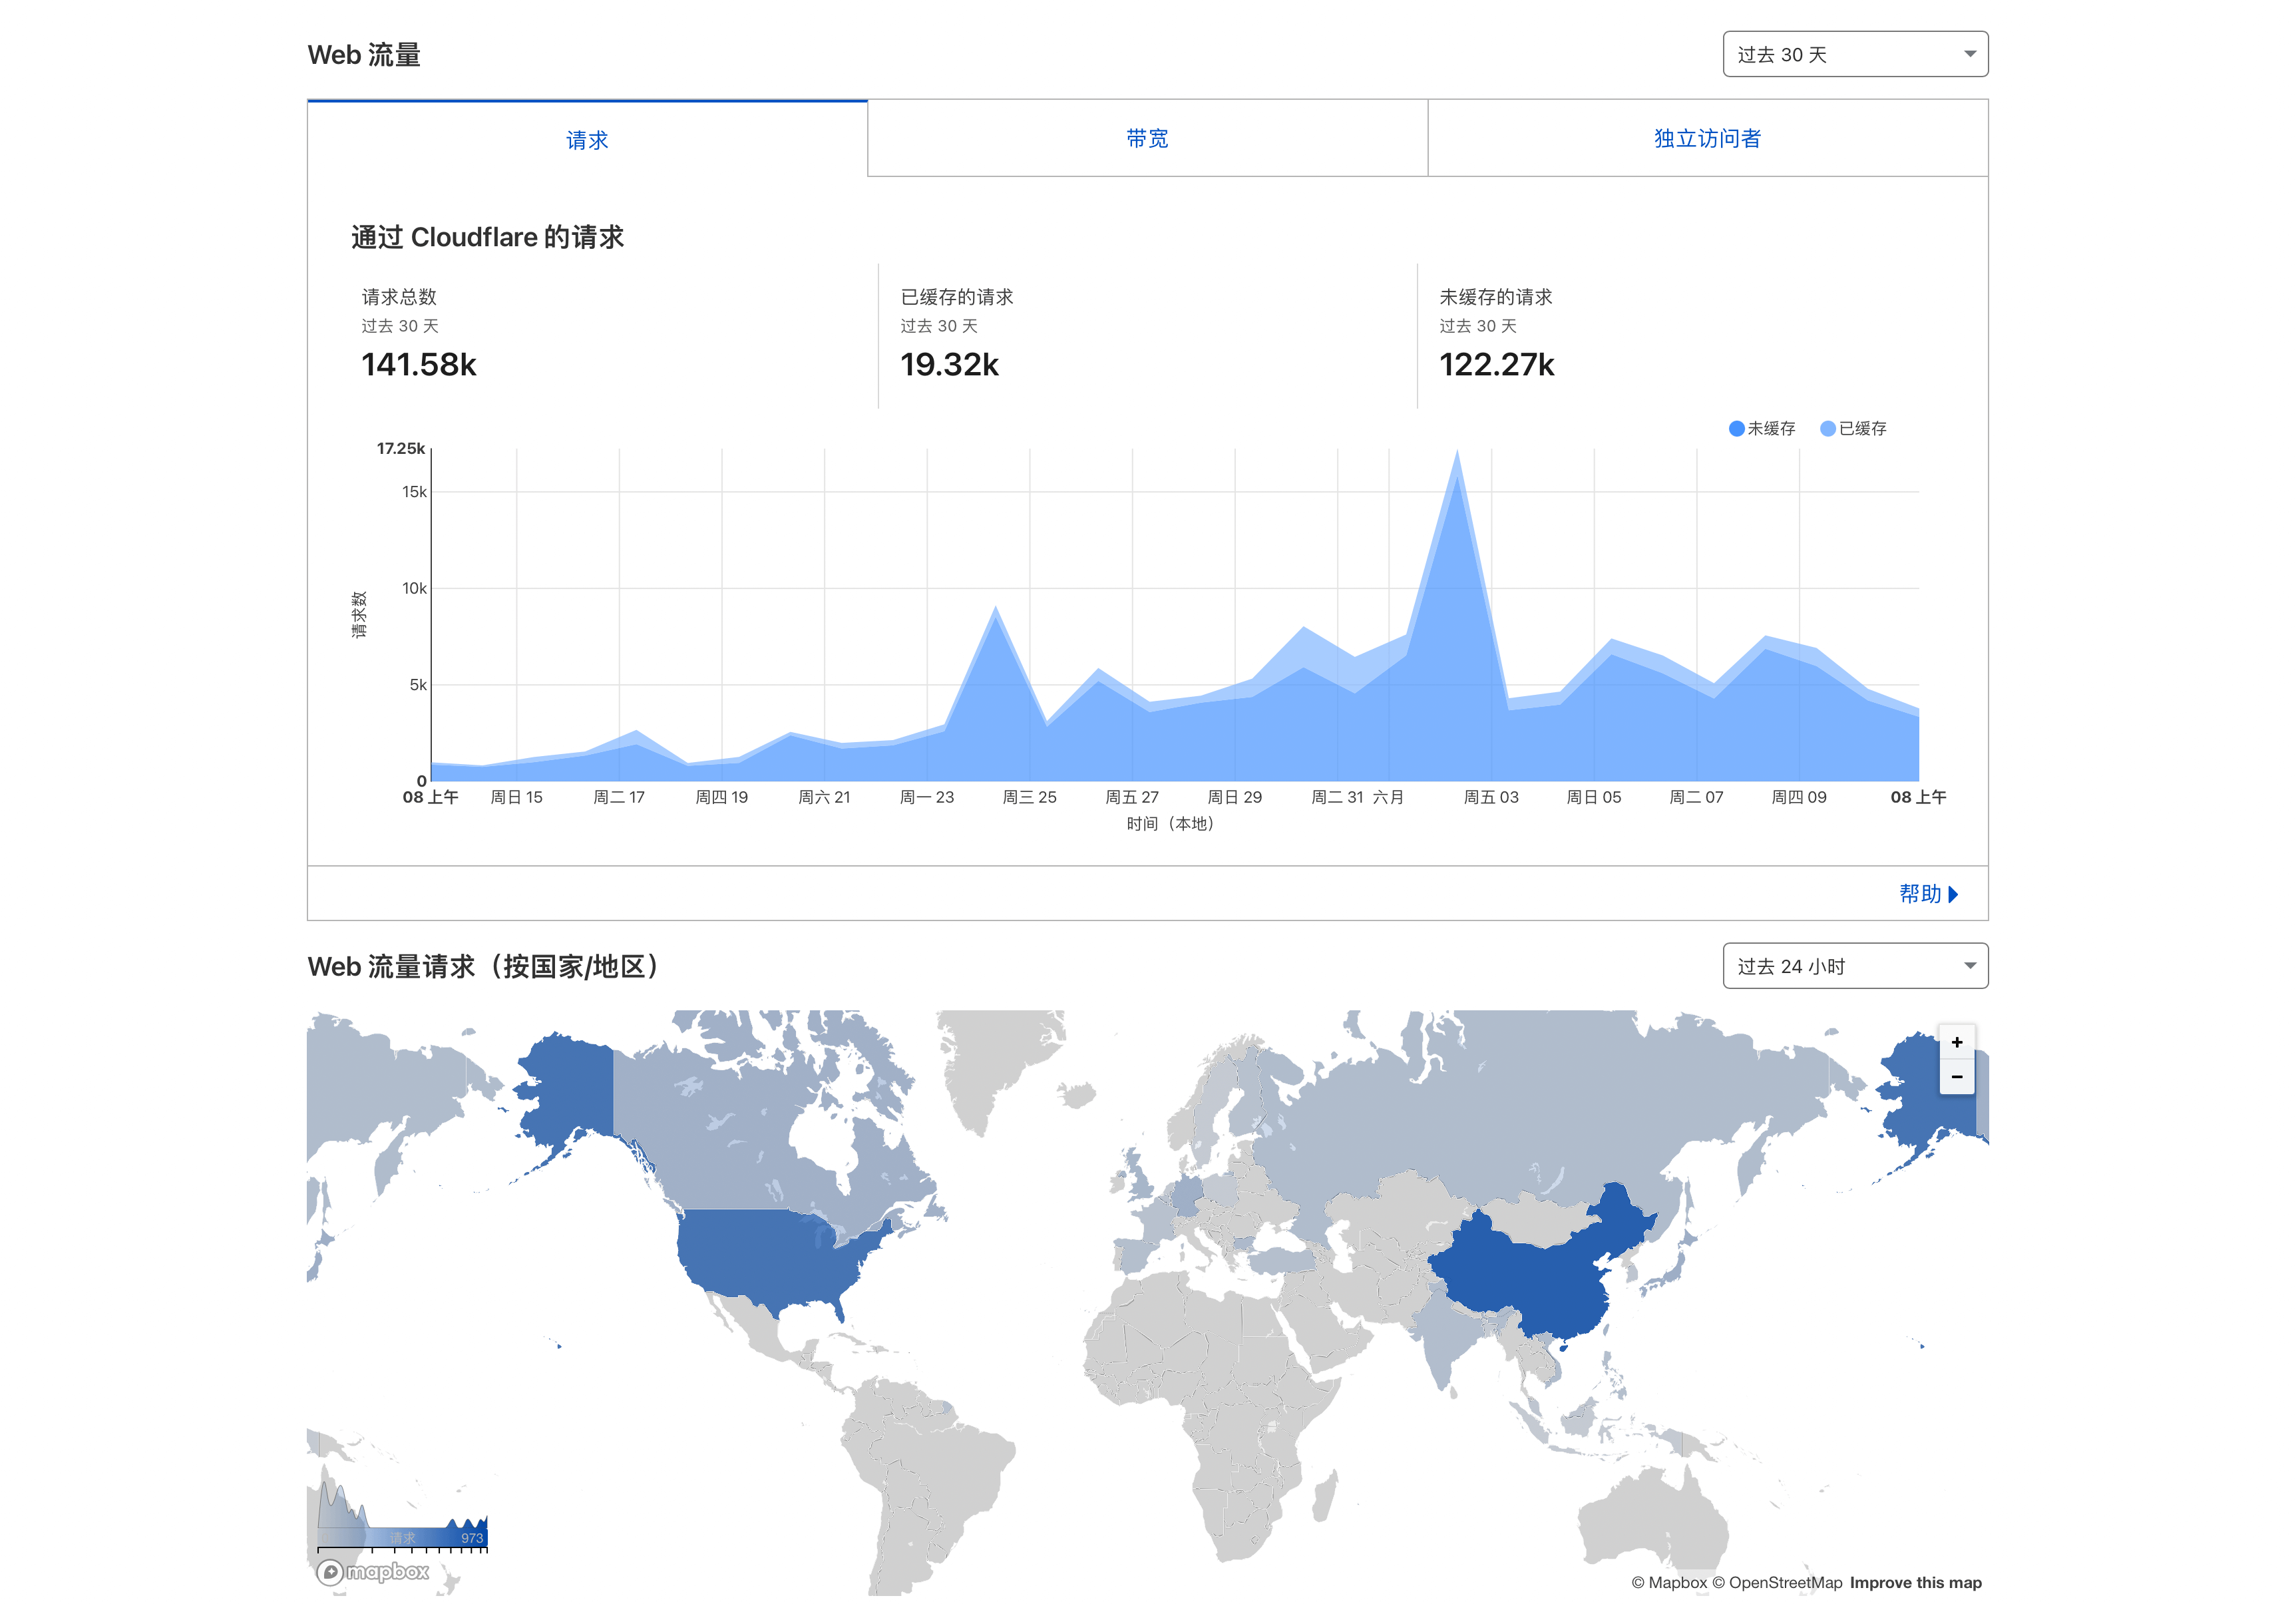 Web 流量
过去 30 天
请求
带宽
独立访问者
通过 Cloudflare 的请求
请求总数
过去 30 天
141.58k
已缓存的请求
过去 30 天
19.32k
未缓存的请求
过去 30 天
122.27k
未缓存 已缓存
17.25k
15k
10k
5k
0
请求数
08 上午 周日 15 周二 17 周四 19 周六 21 周一 23 周三 25 周五 27 周日 29 周二 31 六月 周五 03 周日 05 周二 07 周四 09 08 上午
时间（本地）
帮助
Web 流量请求（按国家/地区）
过去 24 小时
+
−
请求 973
mapbox
© Mapbox © OpenStreetMap Improve this map